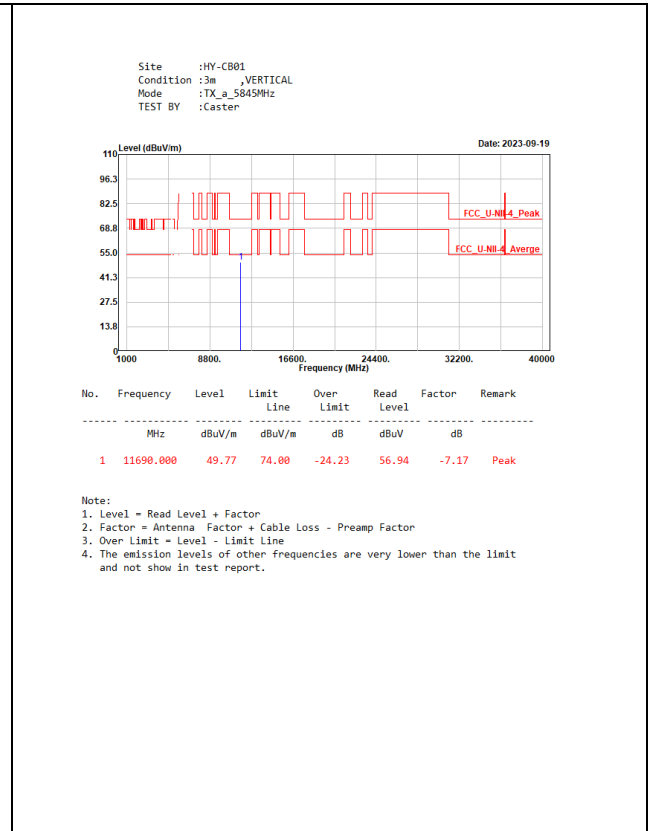 Site      :HY-CB01
Condition :3m   ,VERTICAL
Mode      :TX_a_5845MHz
TEST BY   :Caster
Level (dBuV/m)
Date: 2023-09-19
110
96.3
82.5
FCC_U-NII-4_Peak
68.8
FCC_U-NII-4_Averge
55.0
1
41.3
27.5
13.8
0
1000 8800. 16600. 24400. 32200. 40000
Frequency (MHz)
No. Frequency Level Limit Over Read Factor Remark
Line Limit Level
------ ----------- -------- -------- --------- --------- -------- ---------
MHz dBuV/m dBuV/m dB dBuV dB
1 11690.000 49.77 74.00 -24.23 56.94 -7.17 Peak
Note:
1. Level = Read Level + Factor
2. Factor = Antenna  Factor + Cable Loss - Preamp Factor
3. Over Limit = Level - Limit Line
4. The emission levels of other frequencies are very lower than the limit
and not show in test report.